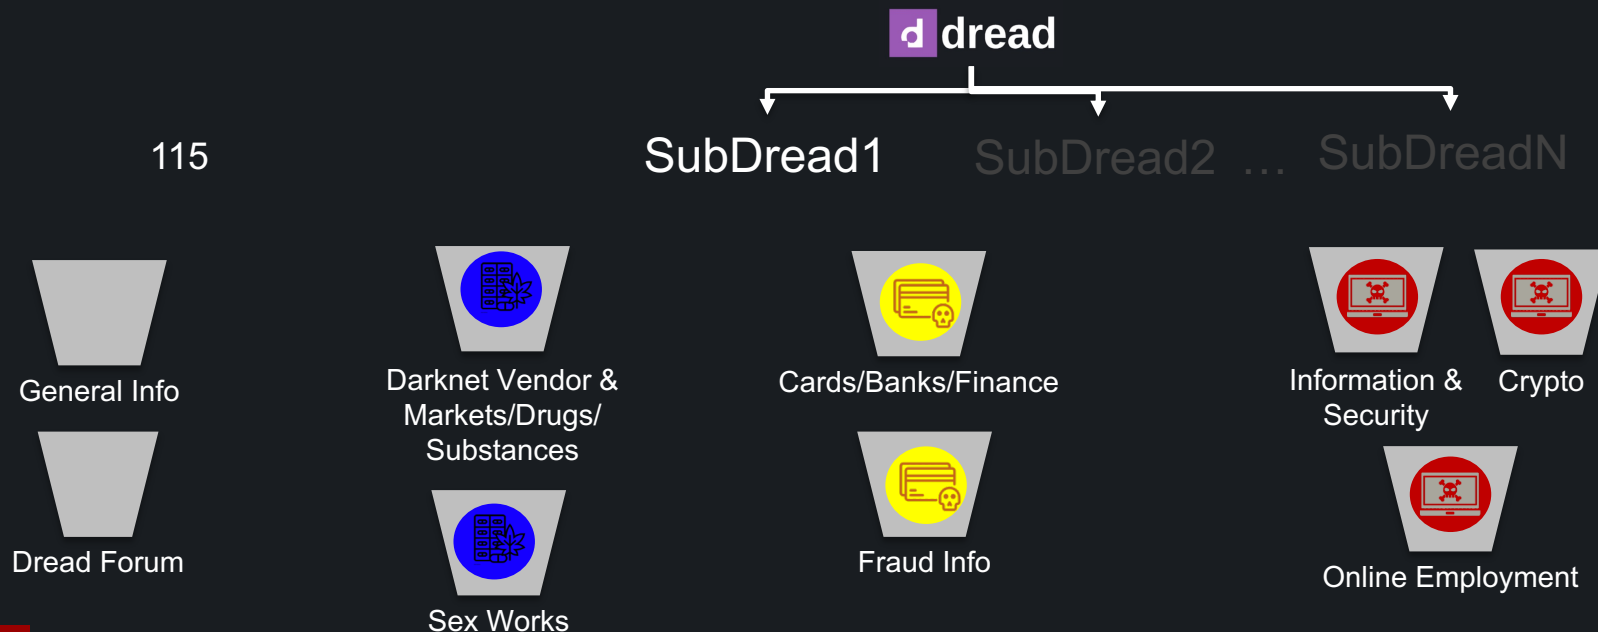 dread
115
SubDread1
SubDread2
...
SubDreadN
General Info
Darknet Vendor &
Markets/Drugs/
Substances
Cards/Banks/Finance
Information &
Security
Crypto
Dread Forum
Sex Works
Fraud Info
Online Employment